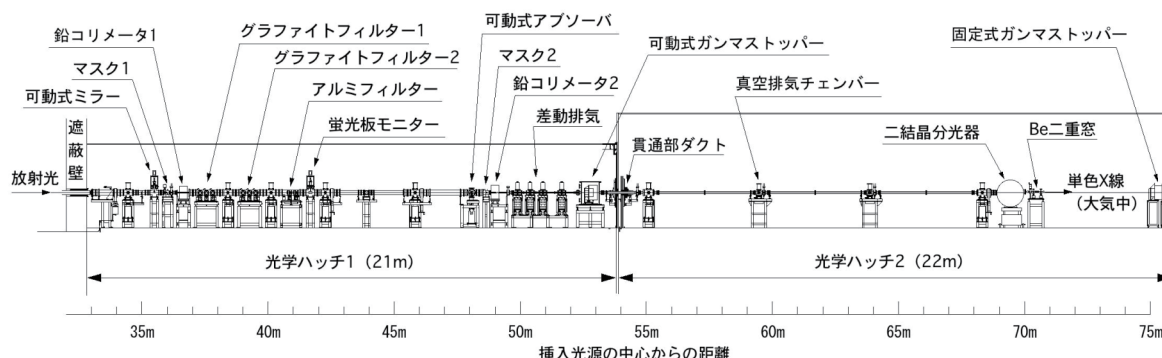 鉛コリメータ1
グラファイトフィルター1
可動式アブソーバ
固定式ガンマストッパー
マスク1
グラファイトフィルター2
マスク2
可動式ガンマストッパー
可動式ミラー
アルミフィルター
鉛コリメータ2
真空排気チェンバー
遮蔽壁
蛍光板モニター
差動排気
貫通部ダクト
二結晶分光器
Be二重窓
放射光
単色X線
(大気中)
光学ハッチ1(21m)
光学ハッチ2(22m)
35m
40m
45m
50m
55m
60m
65m
70m
75m
挿入光源の中心からの距離